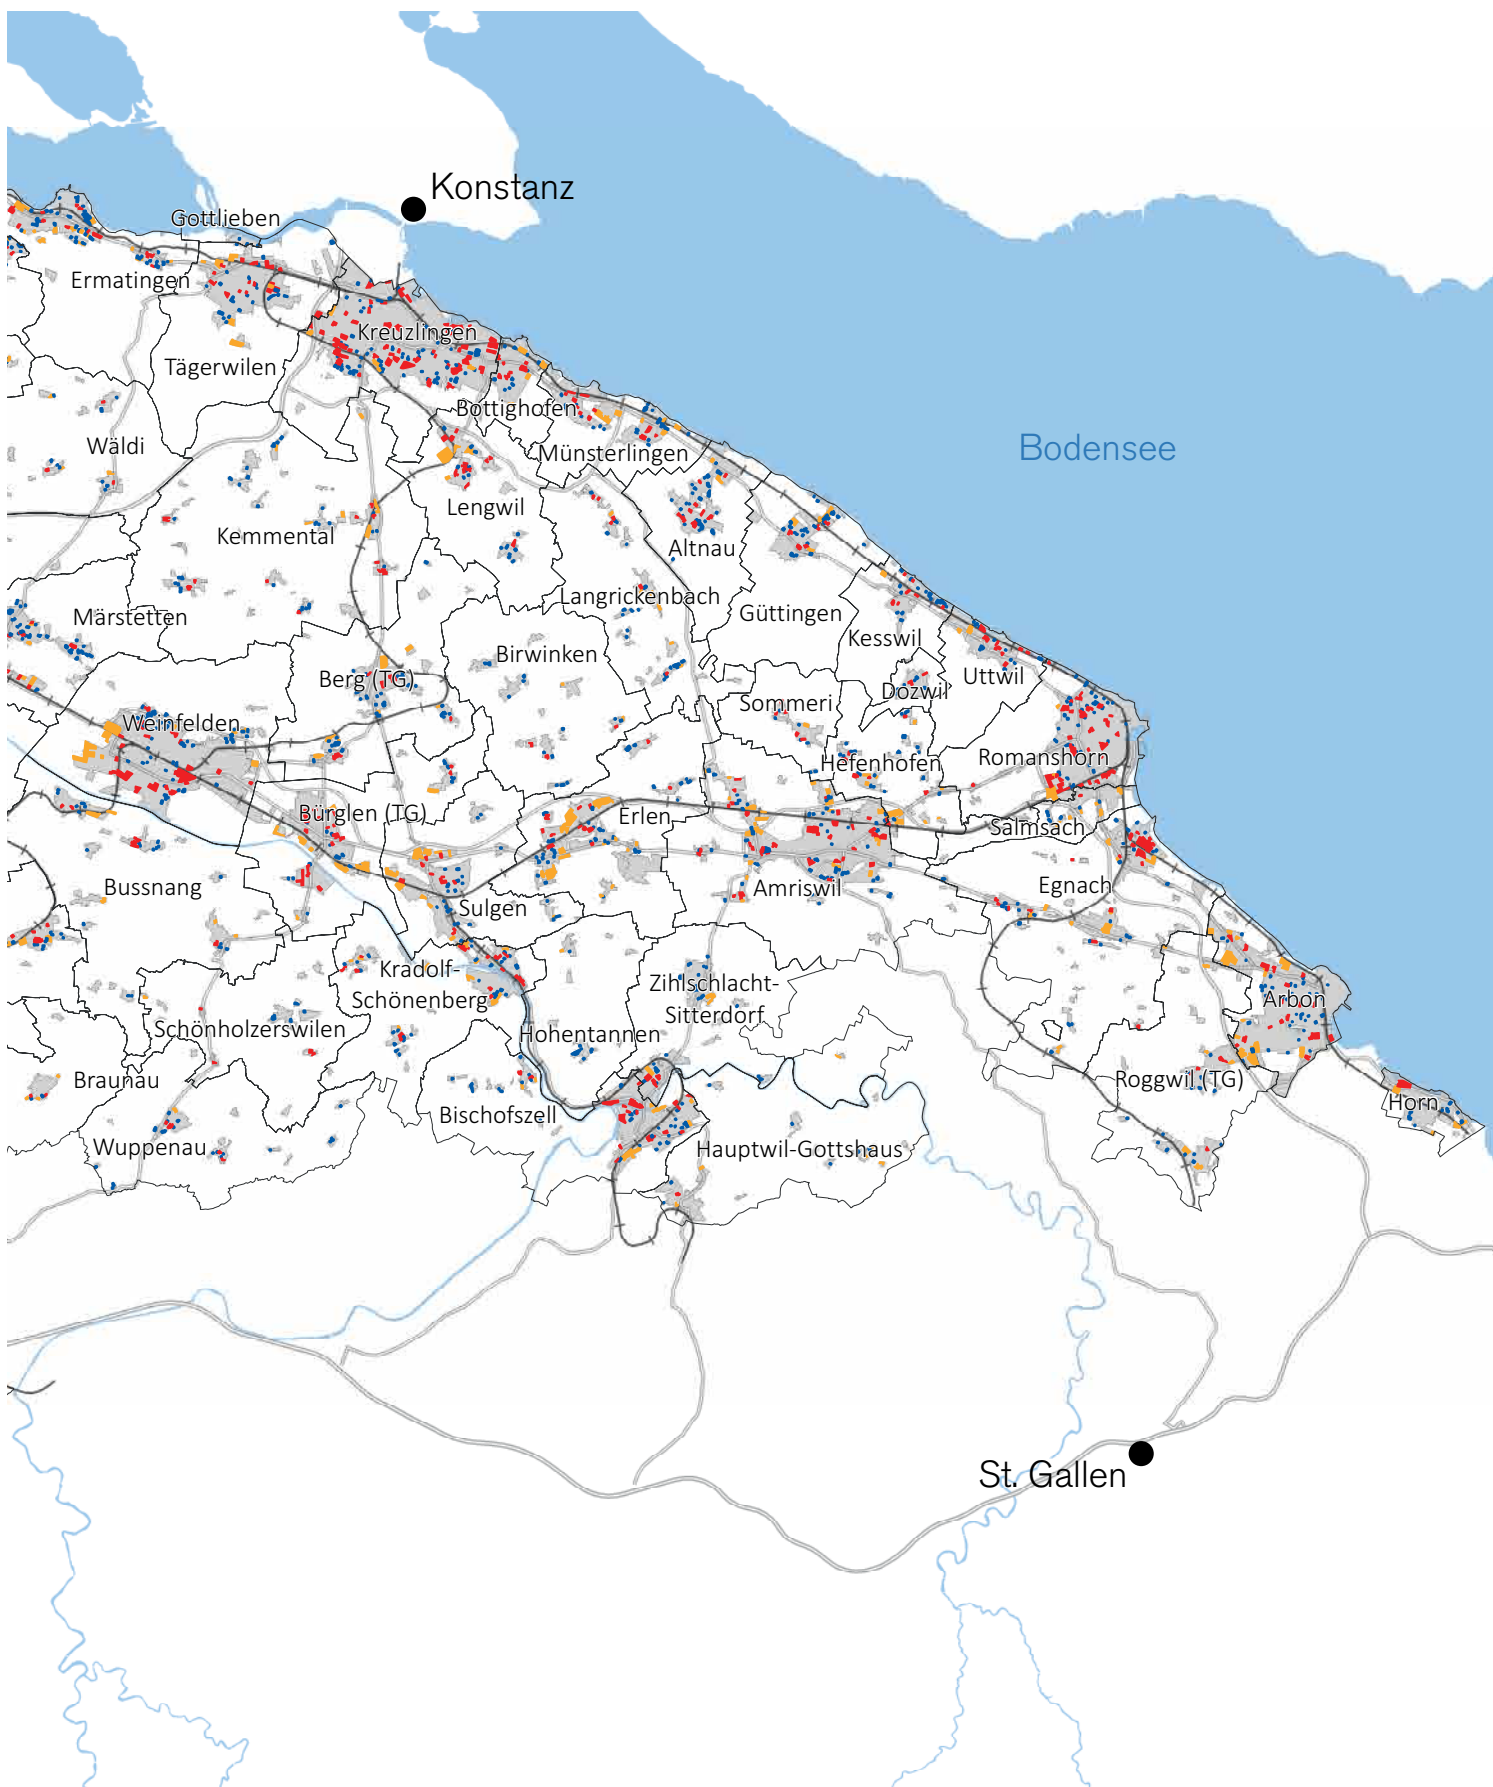 Konstanz
Gottlieben
Ermatingen
Kreuzlingen
Tägerwilen
Bottighofen
Wäldi
Münsterlingen
Bodensee
Lengwil
Kemmental
Altnau
Langrickenbach
Märstetten
Güttingen
Kesswil
Birwinken
Berg (TG)
Uttwil
Dozwil
Sommeri
Weinfelden
Romanshorn
Hefenhofen
Bürglen (TG)
Erlen
Salmsach
Bussnang
Amriswil
Egnach
Sulgen
Kradolf-
Schönenberg
Zihlschlacht-
Sitterdorf
Arbon
Schönholzerswilen
Hohentannen
Braunau
Roggwil (TG)
Horn
Bischofszell
Wuppenau
Hauptwil-Gottshaus
St. Gallen